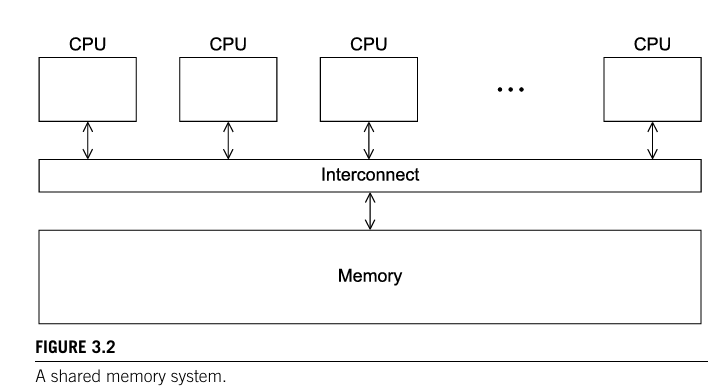 CPU CPU CPU CPU
...
Interconnect
Memory
FIGURE 3.2
A shared memory system.